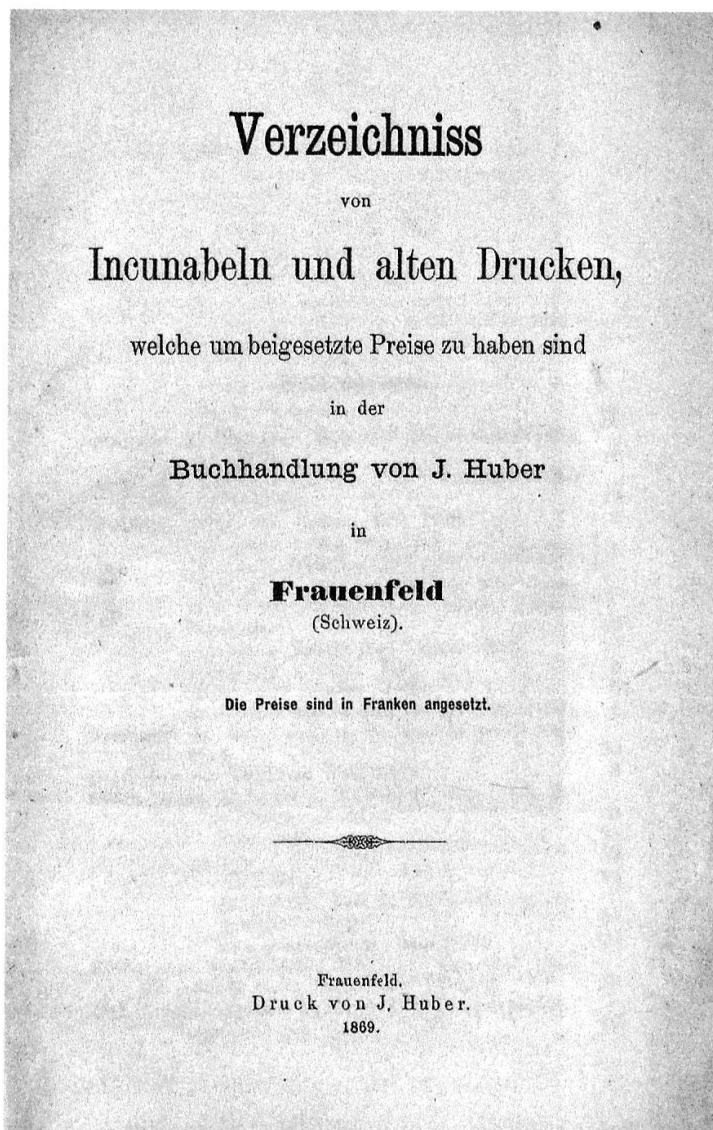 Verzeichniss
von
Incunabeln und alten Drucken,
welche um beigesetzte Preise zu haben sind
in der
Buchhandlung von J. Huber
in
Frauenfeld
(Schweiz).
Die Preise sind in Franken angesetzt.
Frauenfeld.
Druck von J. Huber.
1869.